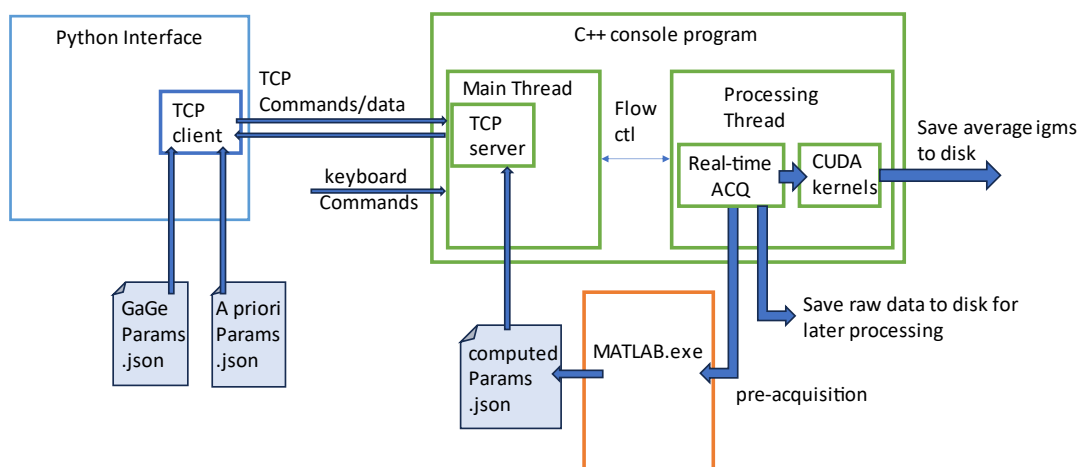 Python Interface
TCP
client
TCP
Commands/data
keyboard
Commands
GaGe
Params
.json
A priori
Params
.json
C++ console program
Main Thread
TCP
server
Flow
ctl
Processing
Thread
Real-time
ACQ
CUDA
kernels
Save average igms
to disk
Save raw data to disk for
later processing
MATLAB.exe
pre-acquisition
computed
Params
.json